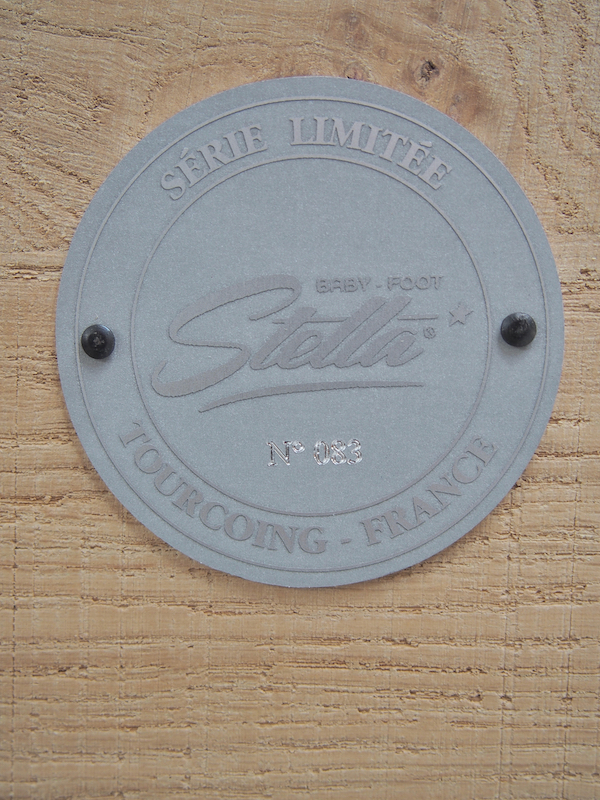 SÉRIE LIMITÉE
BABY - FOOT
Stella®
N° 083
TOURCOING - FRANCE